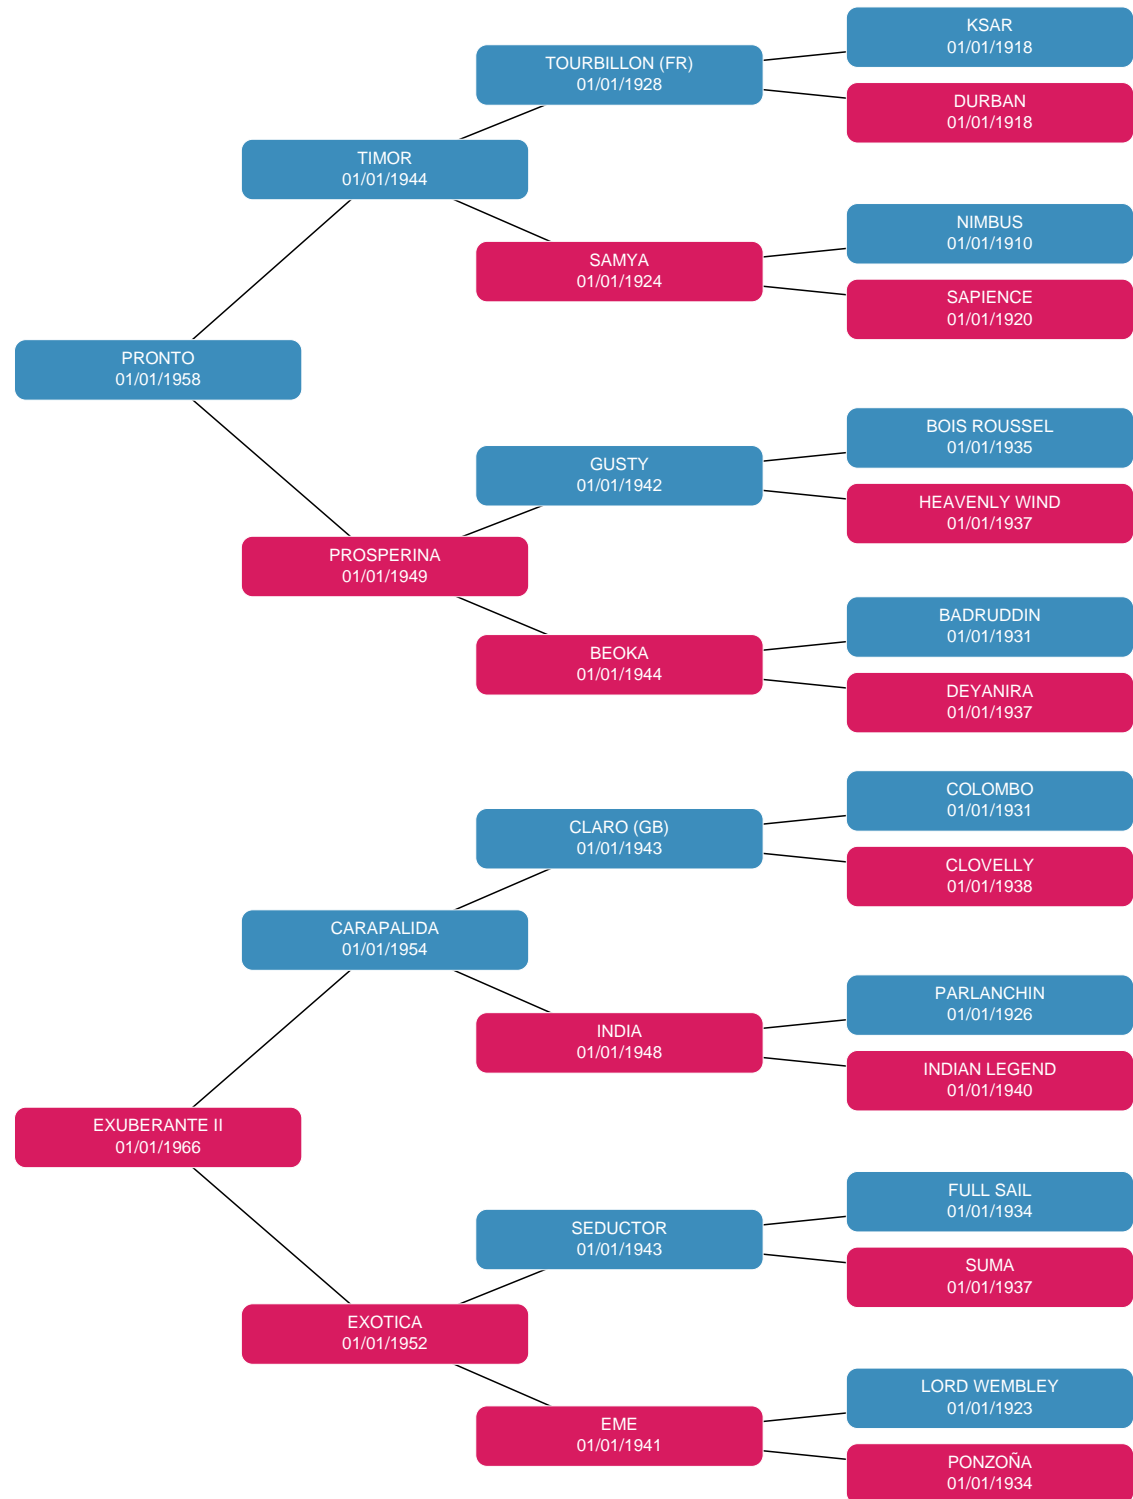 KSAR
01/01/1918
TOURBILLON (FR)
01/01/1928
DURBAN
01/01/1918
TIMOR
01/01/1944
NIMBUS
01/01/1910
SAMYA
01/01/1924
SAPIENCE
01/01/1920
PRONTO
01/01/1958
BOIS ROUSSEL
01/01/1935
GUSTY
01/01/1942
HEAVENLY WIND
01/01/1937
PROSPERINA
01/01/1949
BADRUDDIN
01/01/1931
BEOKA
01/01/1944
DEYANIRA
01/01/1937
COLOMBO
01/01/1931
CLARO (GB)
01/01/1943
CLOVELLY
01/01/1938
CARAPALIDA
01/01/1954
PARLANCHIN
01/01/1926
INDIA
01/01/1948
INDIAN LEGEND
01/01/1940
EXUBERANTE II
01/01/1966
FULL SAIL
01/01/1934
SEDUCTOR
01/01/1943
SUMA
01/01/1937
EXOTICA
01/01/1952
LORD WEMBLEY
01/01/1923
EME
01/01/1941
PONZOÑA
01/01/1934